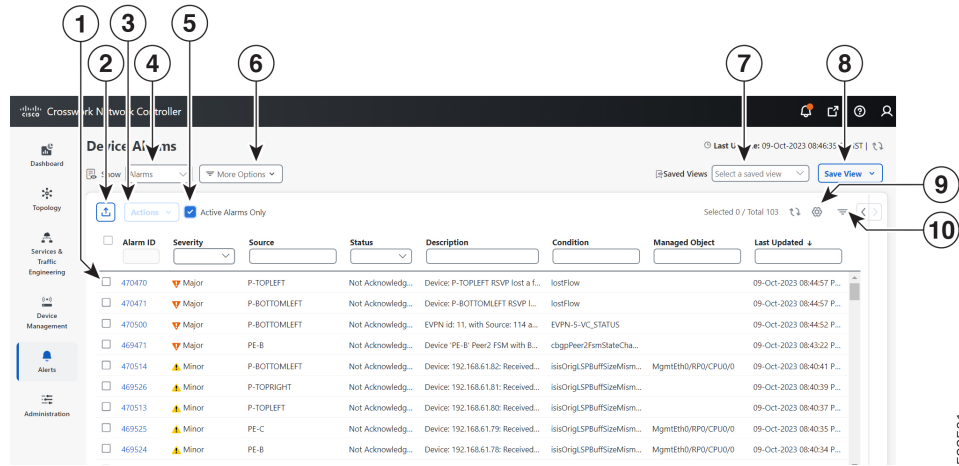 1 3 5
2 4 6 7 8
cisco Crosswork Network Controller
Device Alarms
Last U e: 09-Oct-2023 08:46:35 ST |
Show Alarms More Options Saved Views Select a saved view Save View
9
Actions Active Alarms Only Selected 0 / Total 103
10
Alarm ID Severity Source Status Description Condition Managed Object Last Updated ↓
470470 Major P-TOPLEFT Not Acknowledg... Device: P-TOPLEFT RSVP lost a f... lostFlow 09-Oct-2023 08:44:57 P...
470471 Major P-BOTTOMLEFT Not Acknowledg... Device: P-BOTTOMLEFT RSVP l... lostFlow 09-Oct-2023 08:44:57 P...
470500 Major P-BOTTOMLEFT Not Acknowledg... EVPN id: 11, with Source: 114 a... EVPN-5-VC_STATUS 09-Oct-2023 08:44:52 P...
469471 Major PE-B Not Acknowledg... Device 'PE-B' Peer2 FSM with B... cbgpPeer2FsmStateCha... 09-Oct-2023 08:43:22 P...
470514 Minor P-BOTTOMLEFT Not Acknowledg... Device: 192.168.61.82: Received... isisOrigLSPBuffSizeMism... MgmtEth0/RP0/CPU0/0 09-Oct-2023 08:40:41 P...
469526 Minor P-TOPRIGHT Not Acknowledg... Device: 192.168.61.81: Received... isisOrigLSPBuffSizeMism... 09-Oct-2023 08:40:39 P...
470513 Minor P-TOPLEFT Not Acknowledg... Device: 192.168.61.80: Received... isisOrigLSPBuffSizeMism... 09-Oct-2023 08:40:37 P...
469525 Minor PE-C Not Acknowledg... Device: 192.168.61.79: Received... isisOrigLSPBuffSizeMism... MgmtEth0/RP0/CPU0/0 09-Oct-2023 08:40:35 P...
469524 Minor PE-B Not Acknowledg... Device: 192.168.61.78: Received... isisOrigLSPBuffSizeMism... MgmtEth0/RP0/CPU0/0 09-Oct-2023 08:40:34 P...
Dashboard
Topology
Services &
Traffic
Engineering
Device
Management
Alerts
Administration